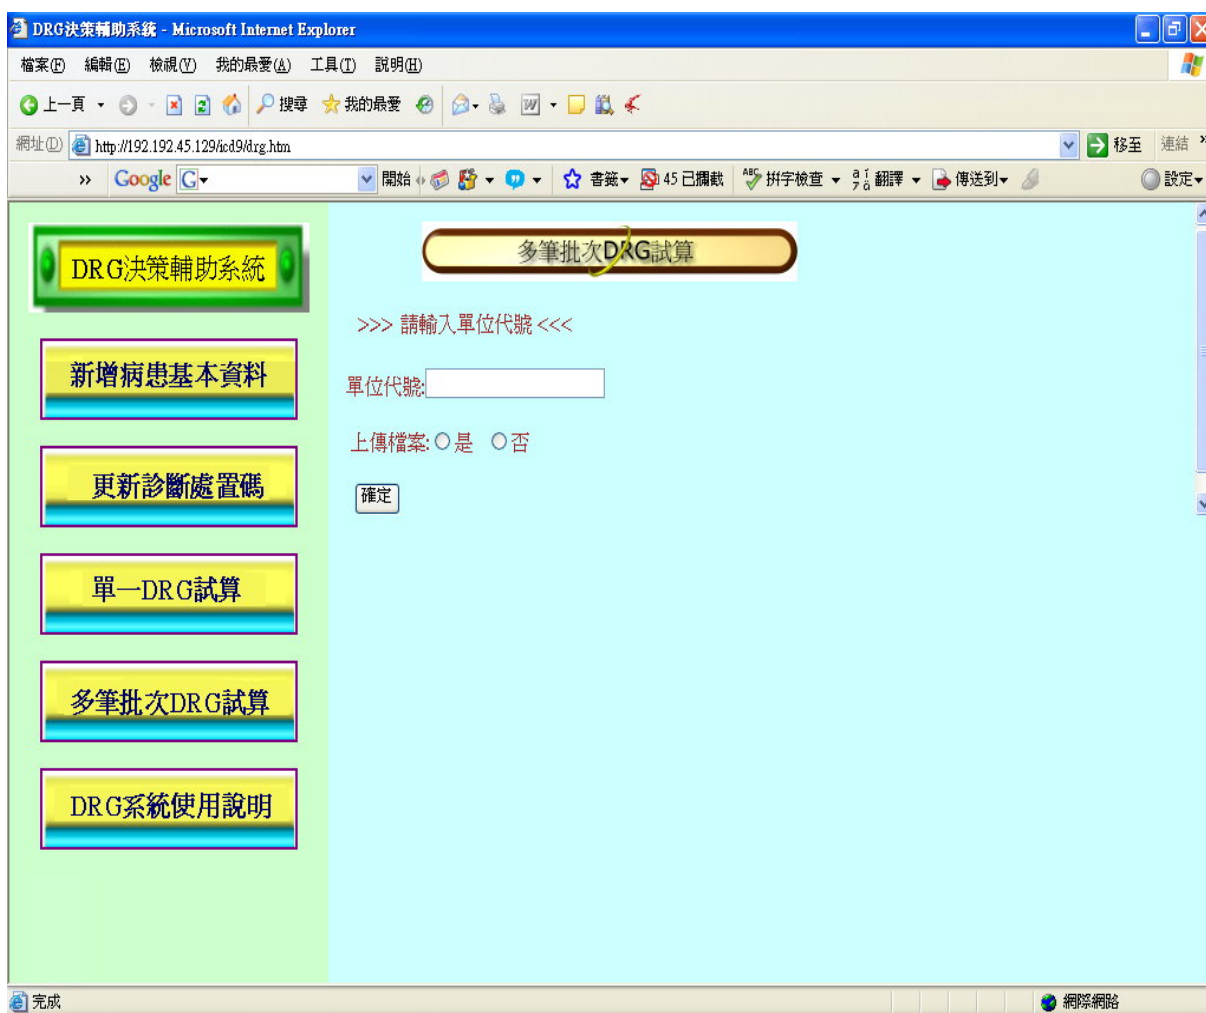 DRG決策輔助系統 - Microsoft Internet Explorer
檔案(F) 編輯(E) 檢視(V) 我的最愛(A) 工具(T) 說明(H)
上一頁 搜尋 我的最愛
網址(D) http://192.192.45.129/icd9/drg.htm 移至 連結 »
» Google G 開始 書籤 45 已攔截 ABC 拼字檢查 翻譯 傳送到 設定
DRG決策輔助系統
新增病患基本資料
更新診斷處置碼
單一DRG試算
多筆批次DRG試算
DRG系統使用說明
多筆批次DRG試算
>>> 請輸入單位代號 <<<
單位代號:
上傳檔案: 是 否
確定
完成 網際網路